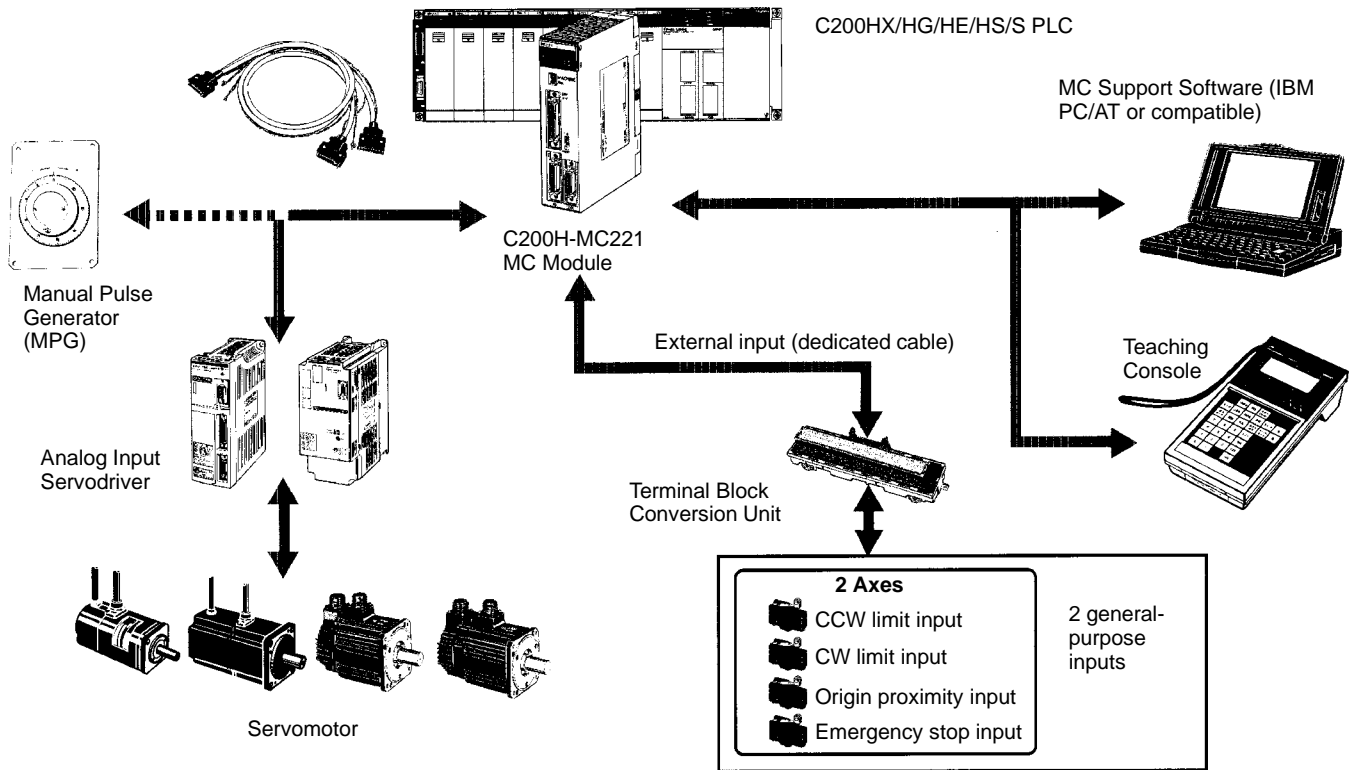 C200HX/HG/HE/HS/S PLC
MC Support Software (IBM
PC/AT or compatible)
C200H-MC221
MC Module
Manual Pulse
Generator
(MPG)
External input (dedicated cable)
Teaching
Console
Analog Input
Servodriver
Terminal Block
Conversion Unit
2 Axes
CCW limit input
CW limit input
Origin proximity input
Emergency stop input
2 general-
purpose
inputs
Servomotor